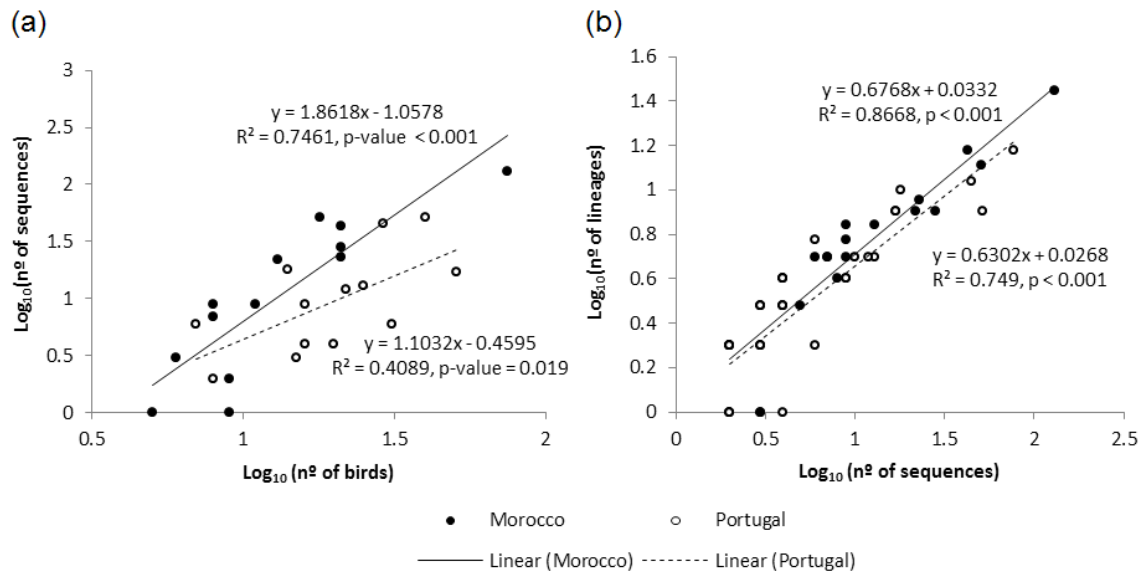 (a)
Log₁₀(nº of sequences)
3
2.5
2
1.5
1
0.5
0
y = 1.8618x - 1.0578
R² = 0.7461, p-value < 0.001
y = 1.1032x - 0.4595
R² = 0.4089, p-value = 0.019
0.5
1
1.5
2
Log₁₀ (nº of birds)
(b)
Log₁₀(nº of lineages)
1.6
1.4
1.2
1
0.8
0.6
0.4
0.2
0
y = 0.6768x + 0.0332
R² = 0.8668, p < 0.001
y = 0.6302x + 0.0268
R² = 0.749, p < 0.001
0
0.5
1
1.5
2
2.5
Log₁₀ (nº of sequences)
Morocco
Portugal
Linear (Morocco)
Linear (Portugal)